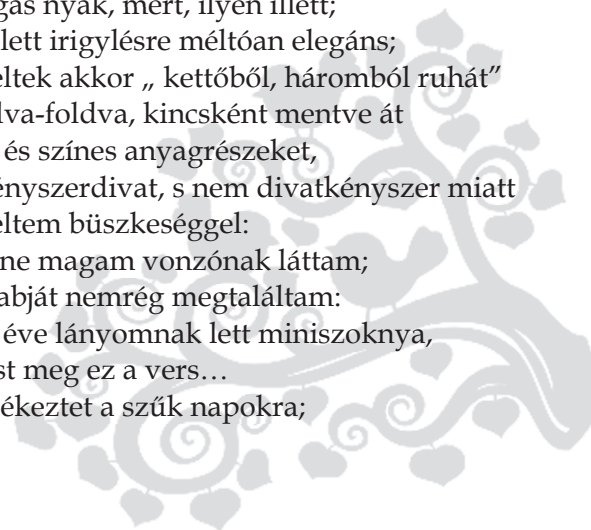 gas nyak, mert, ilyen illett;
lett irigylésre méltóan elegáns;
ltek akkor „ kettőből, háromból ruhát”
lva-foldva, kincsként mentve át
és színes anyagrészeket,
ényszerdivat, s nem divatkényszer miatt
eltem büszkeséggel:
ne magam vonzónak láttam;
abját nemrég megtaláltam:
éve lányomnak lett miniszoknya,
st meg ez a vers…
ékeztet a szűk napokra;